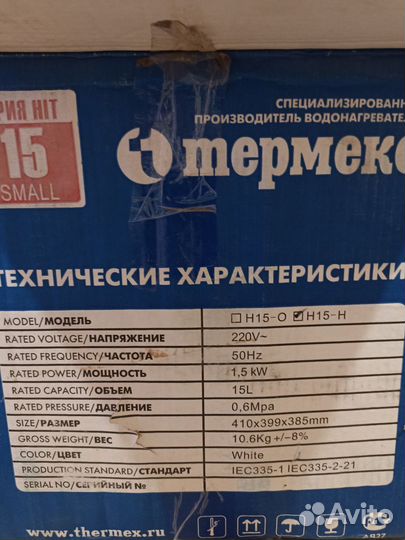 РИЯ HIT
15
SMALL
СПЕЦИАЛИЗИРОВАНН
ПРОИЗВОДИТЕЛЬ ВОДОНАГРЕВАТЕ
термекс
ТЕХНИЧЕСКИЕ ХАРАКТЕРИСТИКИ
MODEL/МОДЕЛЬ H15-O H15-H
RATED VOLTAGE/НАПРЯЖЕНИЕ 220V~
RATED FREQUENCY/ЧАСТОТА 50Hz
RATED POWER/МОЩНОСТЬ 1,5 kW
RATED CAPACITY/ОБЪЕМ 15L
RATED PRESSURE/ДАВЛЕНИЕ 0,6Mpa
SIZE/РАЗМЕР 410x399x385mm
GROSS WEIGHT/ВЕС 10.6Kg +/-8%
COLOR/ЦВЕТ White
PRODUCTION STANDARD/СТАНДАРТ IEC335-1 IEC335-2-21
SERIAL NO/СЕРИЙНЫЙ №
www.thermex.ru
АЯ27
Avito